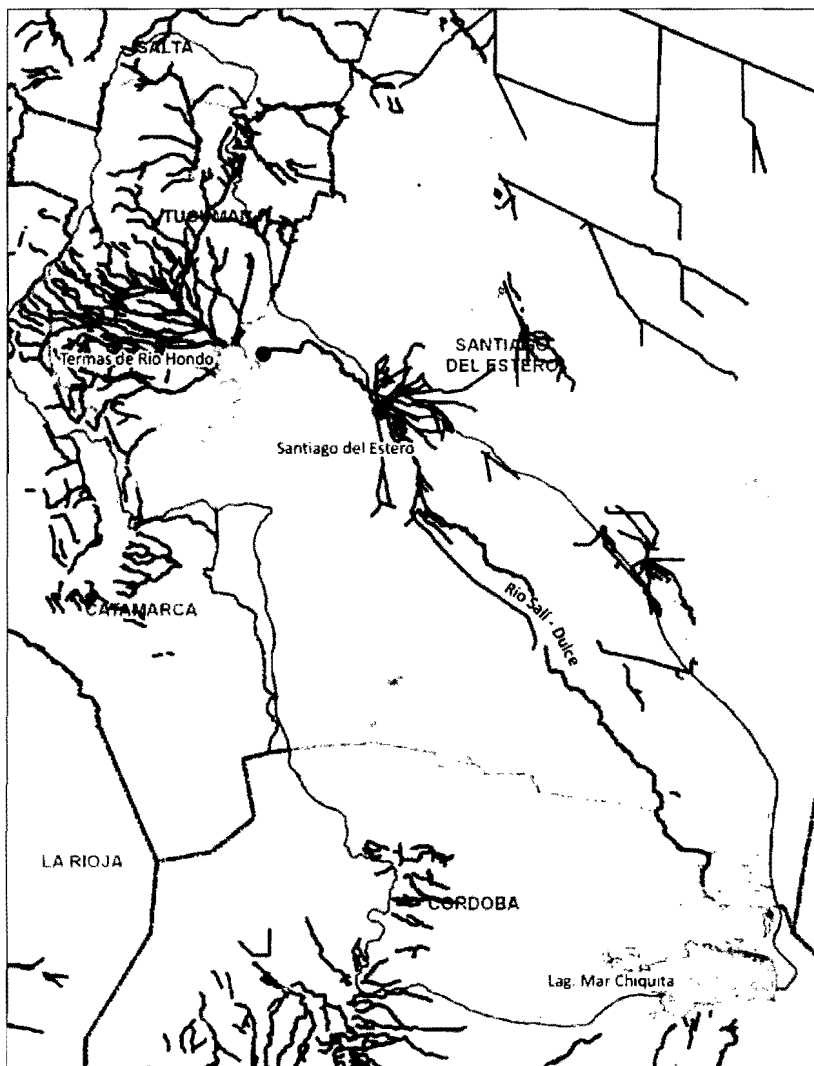 SALTA
TUCUMAN
Termas de Rio Hondo
SANTIAGO
DEL ESTERO
Santiago del Estero
CATAMARCA
Río Salí - Dulce
LA RIOJA
CORDOBA
Lag. Mar Chiquita